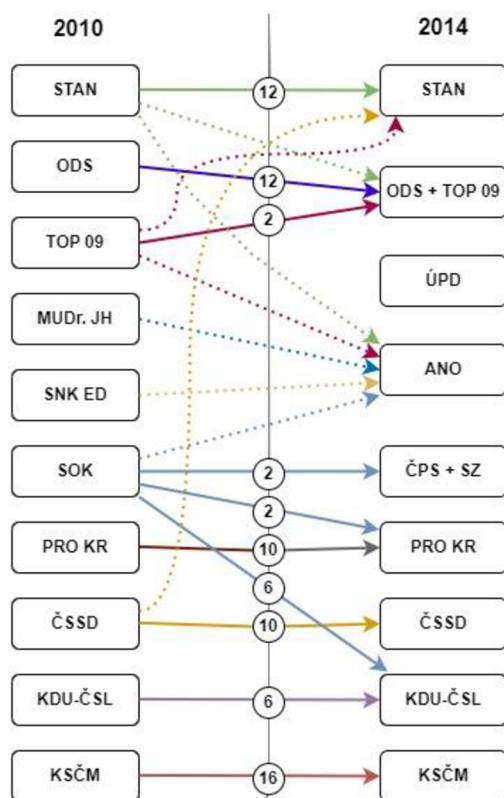 2010
2014
STAN
12
STAN
ODS
12
ODS + TOP 09
TOP 09
2
ÚPD
MUDr. JH
ANO
SNK ED
SOK
2
ČPS + SZ
2
PRO KR
10
PRO KR
6
ČSSD
10
ČSSD
KDU-ČSL
6
KDU-ČSL
KSČM
16
KSČM